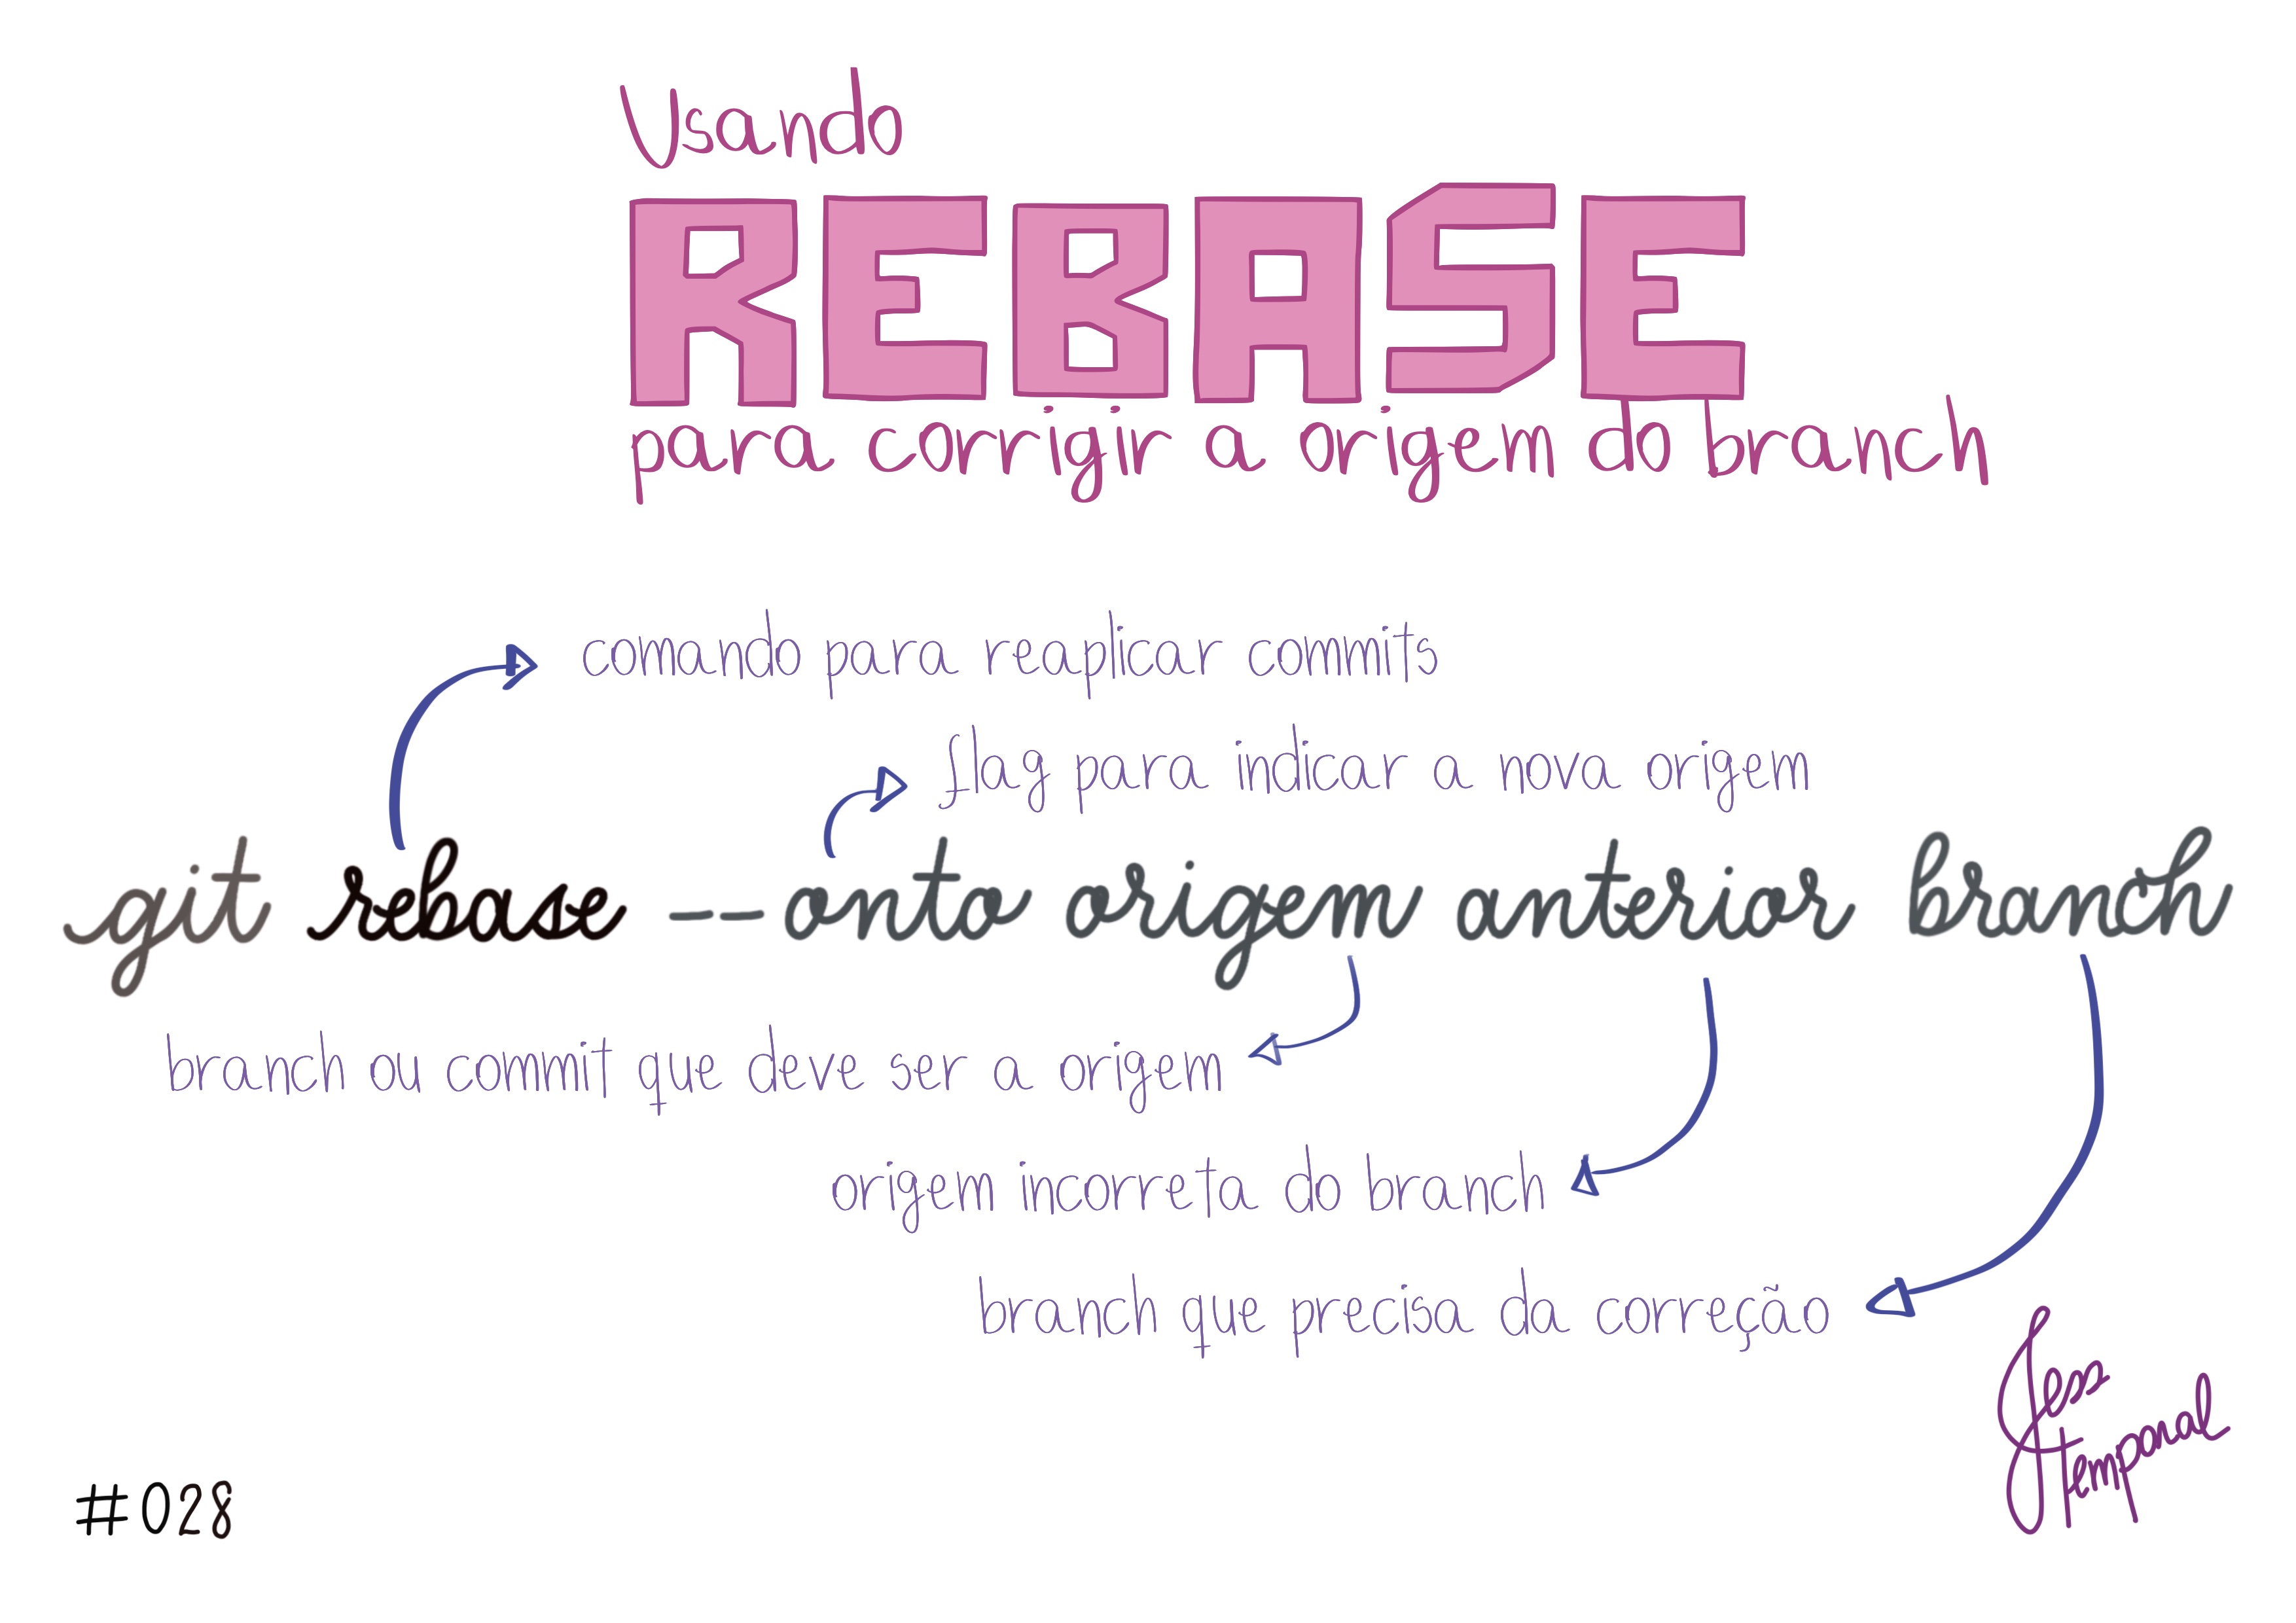 Usando
REBASE
para corrigir a origem do branch
comando para reaplicar commits
flag para indicar a nova origem
git rebase --onto origem anterior branch
branch ou commit que deve ser a origem
origem incorreta do branch
branch que precisa da correção
Jess
temporal
#028